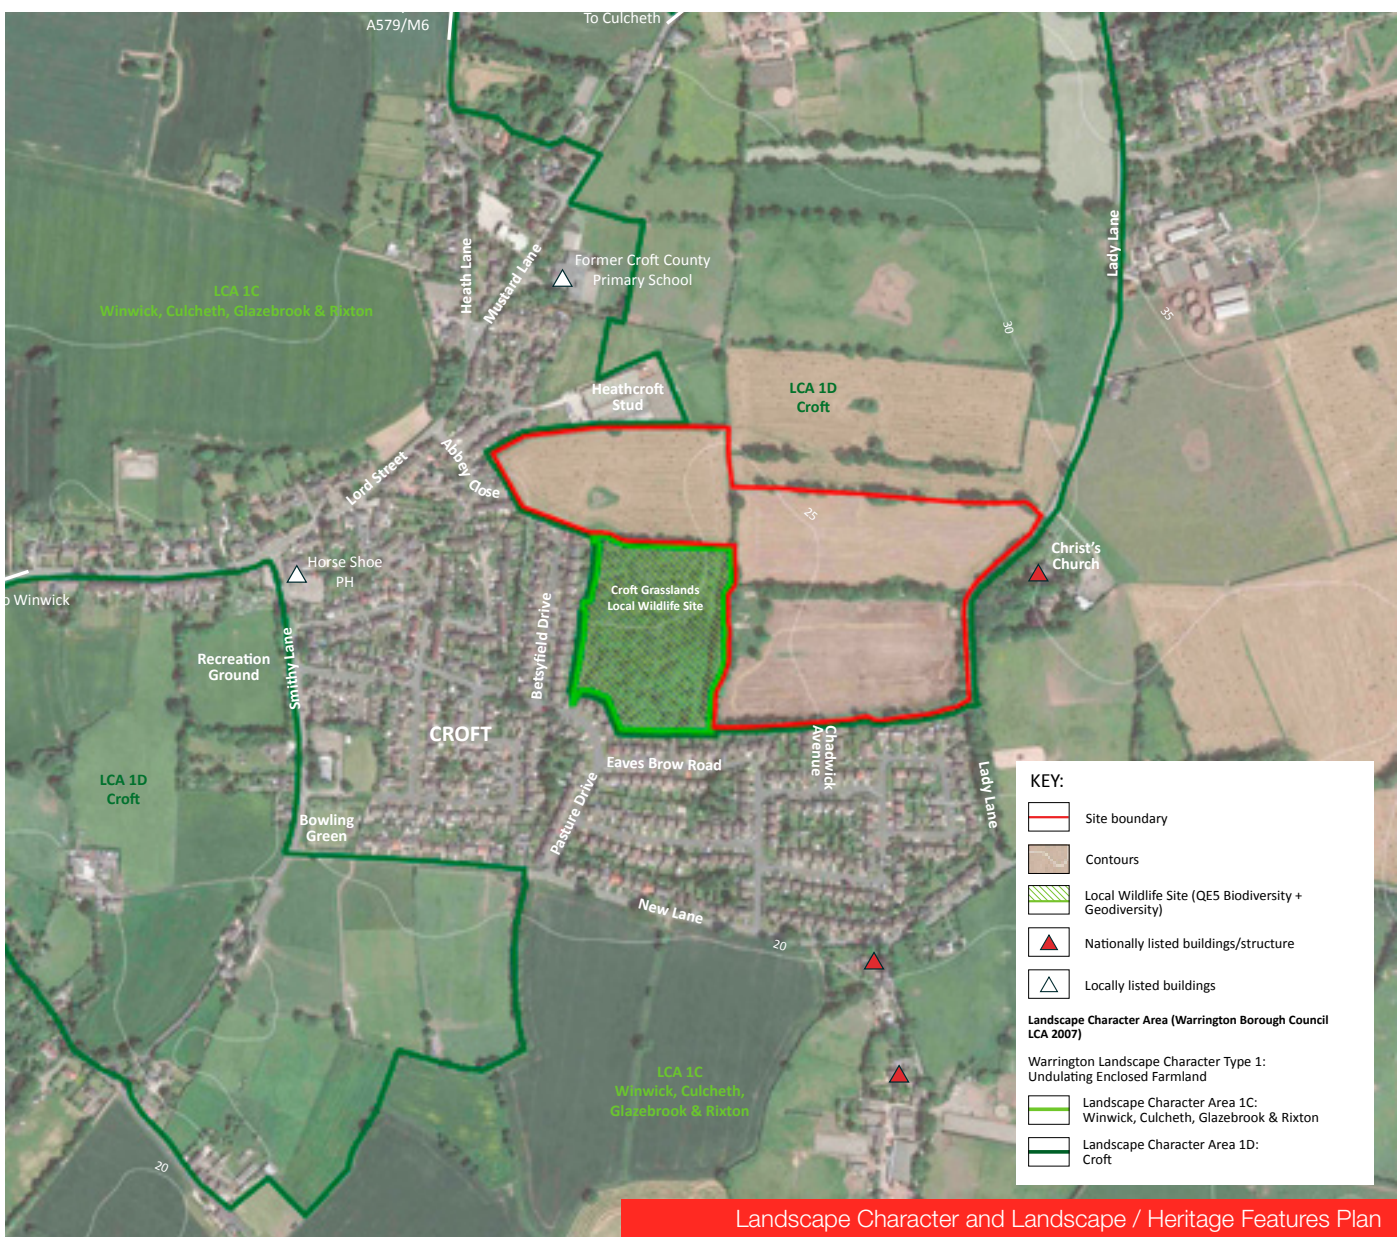 A579/M6
To Culcheth
Lady Lane
Heath Lane
Mustard Lane
Former Croft County
Primary School
LCA 1C
Winwick, Culcheth, Glazebrook & Rixton
35
30
Heathcroft
Stud
LCA 1D
Croft
Abbey Close
Lord Street
25
Christ's
Church
Horse Shoe
PH
o Winwick
Croft Grasslands
Local Wildlife Site
Betsyfield Drive
Recreation
Ground
Smithy Lane
CROFT
Chadwick
Avenue
Eaves Brow Road
LCA 1D
Croft
Lady Lane
Pasture Drive
Bowling
Green
New Lane
20
LCA 1C
Winwick, Culcheth,
Glazebrook & Rixton
20
KEY:
Site boundary
Contours
Local Wildlife Site (QE5 Biodiversity +
Geodiversity)
Nationally listed buildings/structure
Locally listed buildings
Landscape Character Area (Warrington Borough Council
LCA 2007)
Warrington Landscape Character Type 1:
Undulating Enclosed Farmland
Landscape Character Area 1C:
Winwick, Culcheth, Glazebrook & Rixton
Landscape Character Area 1D:
Croft
Landscape Character and Landscape / Heritage Features Plan